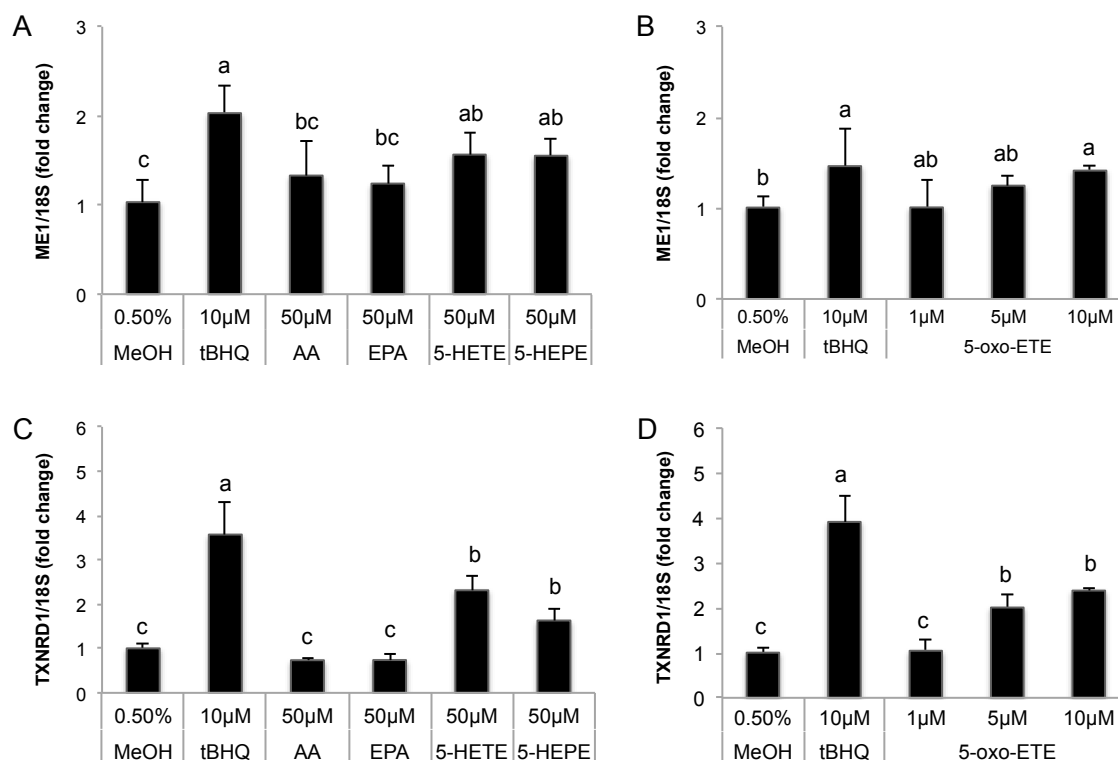 A
ME1/18S (fold change)
3
2
1
0
c
a
bc
bc
ab
ab
0.50% 10µM 50µM 50µM 50µM 50µM
MeOH tBHQ AA EPA 5-HETE 5-HEPE
B
ME1/18S (fold change)
3
2
1
0
b
a
ab
ab
a
0.50% 10µM 1µM 5µM 10µM
MeOH tBHQ 5-oxo-ETE
C
TXNRD1/18S (fold change)
6
5
4
3
2
1
0
c
a
c
c
b
b
0.50% 10µM 50µM 50µM 50µM 50µM
MeOH tBHQ AA EPA 5-HETE 5-HEPE
D
TXNRD1/18S (fold change)
6
5
4
3
2
1
0
c
a
c
b
b
0.50% 10µM 1µM 5µM 10µM
MeOH tBHQ 5-oxo-ETE